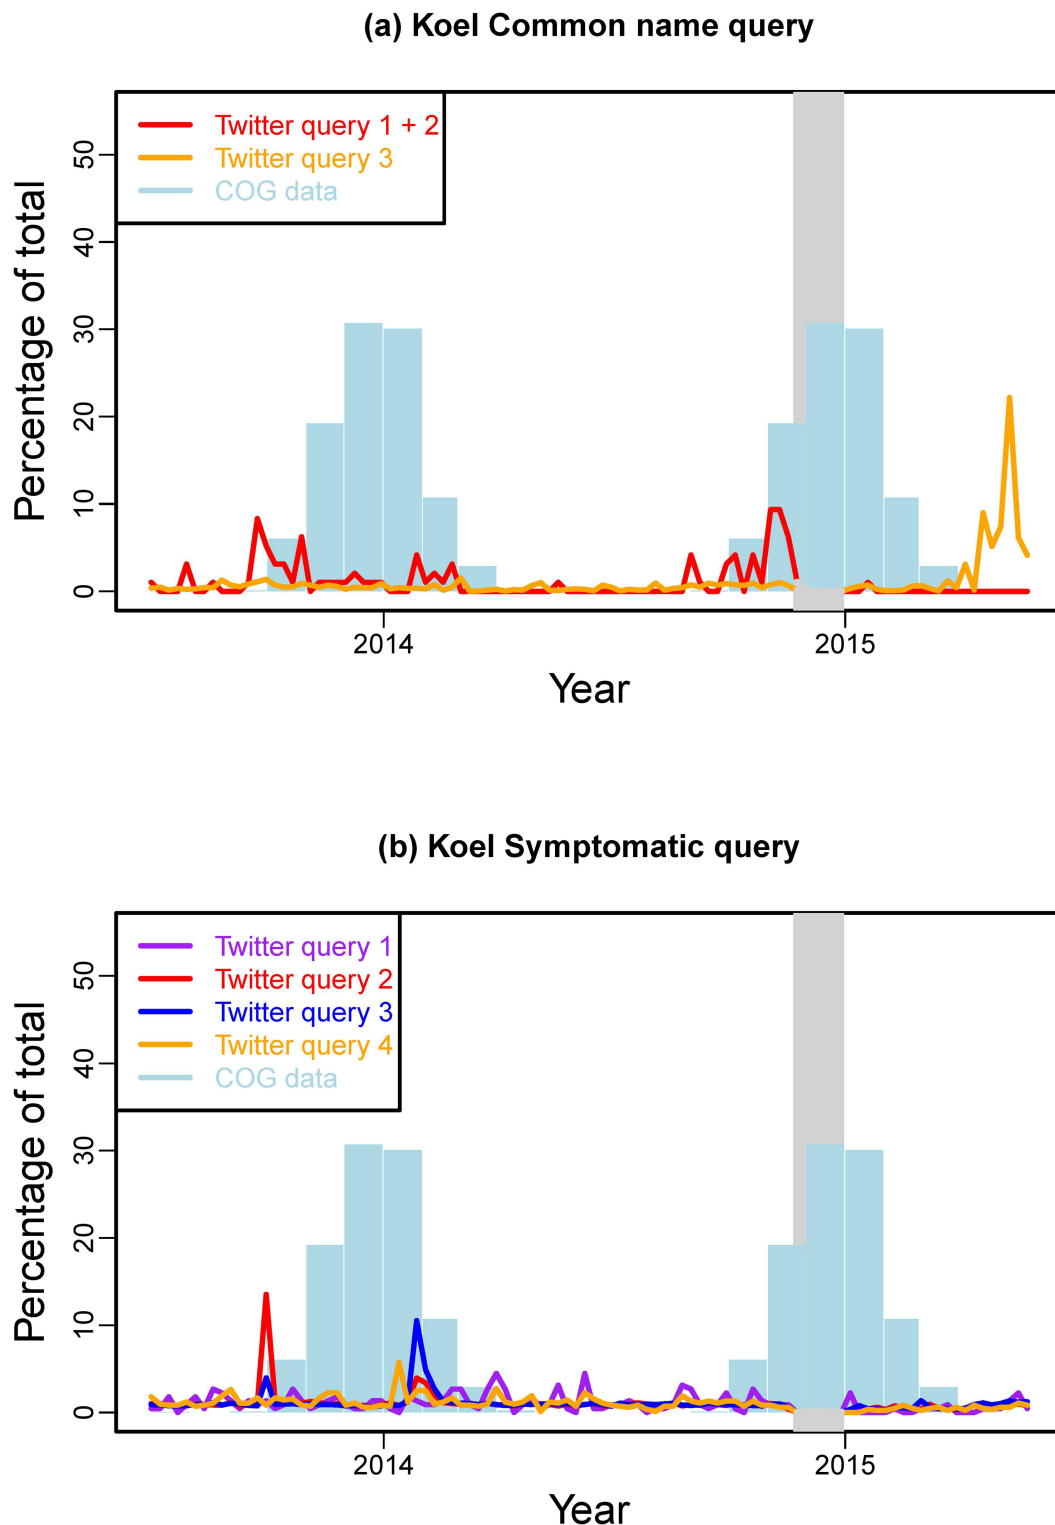 (a) Koel Common name query
Twitter query 1 + 2
Twitter query 3
COG data
Percentage of total
50
40
30
20
10
0
2014
2015
Year
(b) Koel Symptomatic query
Twitter query 1
Twitter query 2
Twitter query 3
Twitter query 4
COG data
Percentage of total
50
40
30
20
10
0
2014
2015
Year